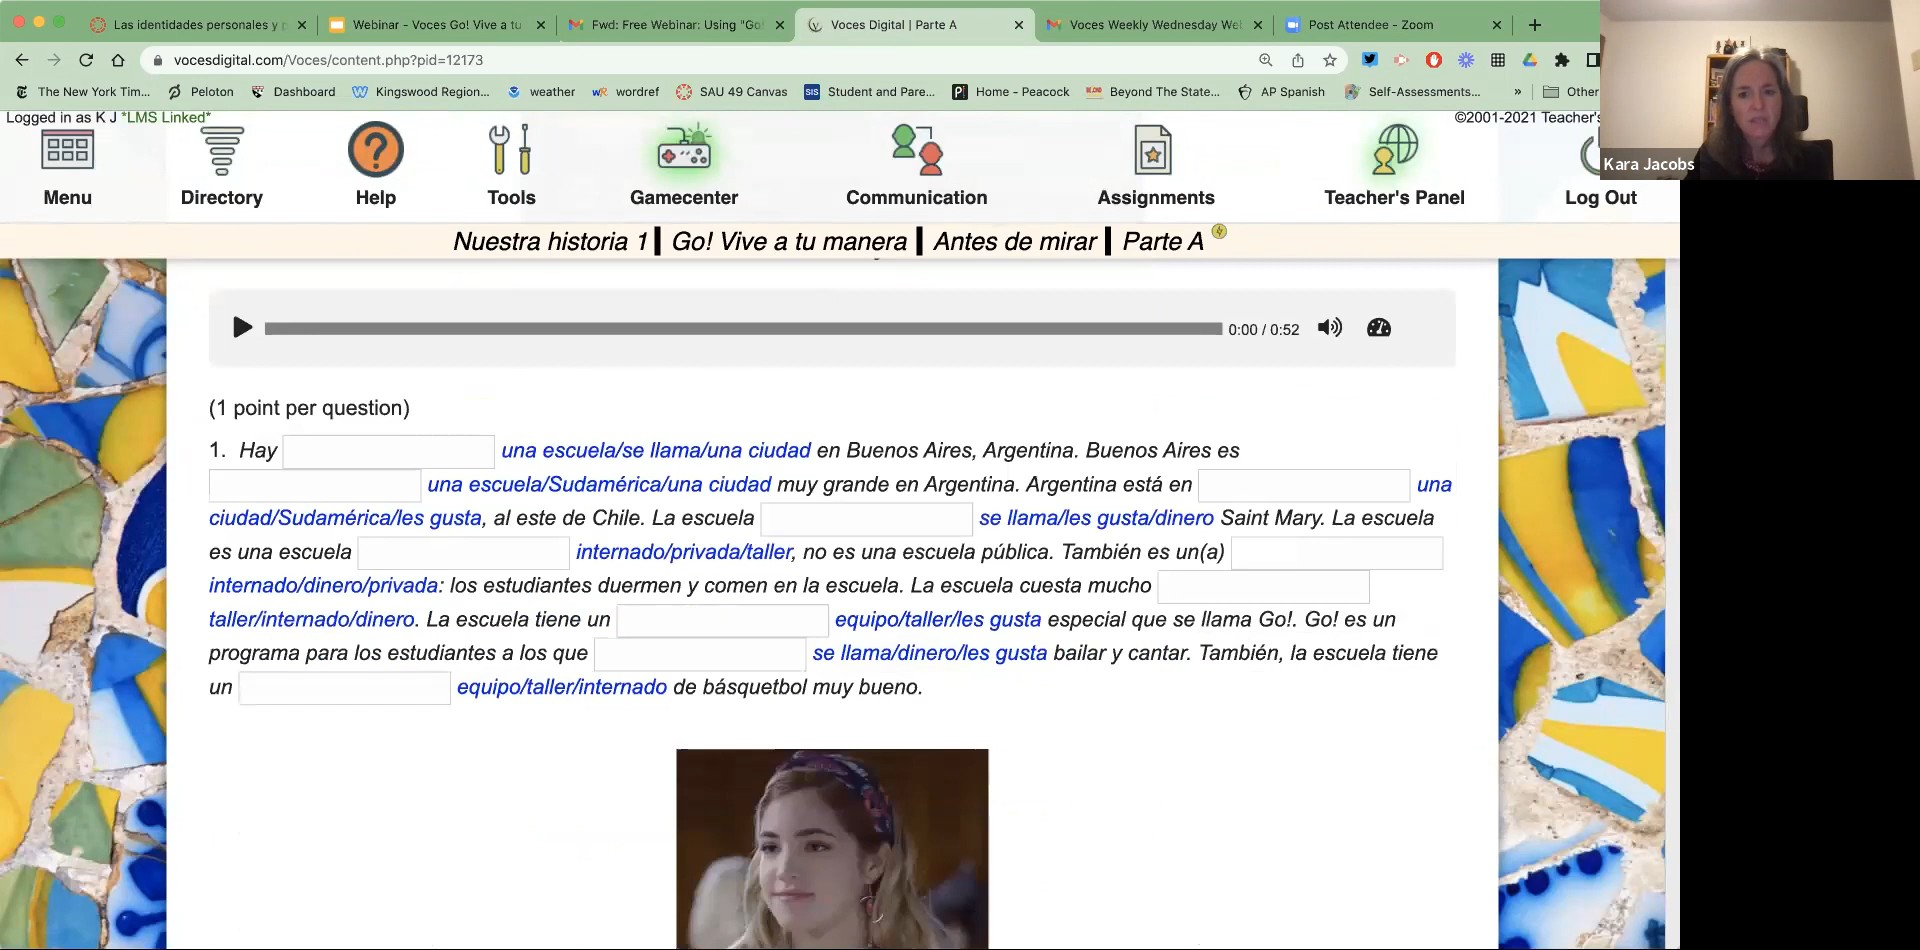 Las identidades personales y p
Webinar - Voces Go! Vive a tu
Fwd: Free Webinar: Using "Go!
Voces Digital | Parte A
Voces Weekly Wednesday We
Post Attendee - Zoom
vocesdigital.com/Voces/content.php?pid=12173
The New York Tim...
Peloton
Dashboard
Kingswood Region...
weather
wordref
SAU 49 Canvas
Student and Pare...
Home - Peacock
Beyond The State...
AP Spanish
Self-Assessments...
»
Other
Logged in as K J *LMS Linked*
©2001-2021 Teacher's
Kara Jacobs
Menu
Directory
Help
Tools
Gamecenter
Communication
Assignments
Teacher's Panel
Log Out
Nuestra historia 1 | Go! Vive a tu manera | Antes de mirar | Parte A
0:00 / 0:52
(1 point per question)
1. Hay una escuela/se llama/una ciudad en Buenos Aires, Argentina. Buenos Aires es
una escuela/Sudamérica/una ciudad muy grande en Argentina. Argentina está en una
ciudad/Sudamérica/les gusta, al este de Chile. La escuela se llama/les gusta/dinero Saint Mary. La escuela
es una escuela internado/privada/taller, no es una escuela pública. También es un(a)
internado/dinero/privada: los estudiantes duermen y comen en la escuela. La escuela cuesta mucho
taller/internado/dinero. La escuela tiene un equipo/taller/les gusta especial que se llama Go!. Go! es un
programa para los estudiantes a los que se llama/dinero/les gusta bailar y cantar. También, la escuela tiene
un equipo/taller/internado de básquetbol muy bueno.